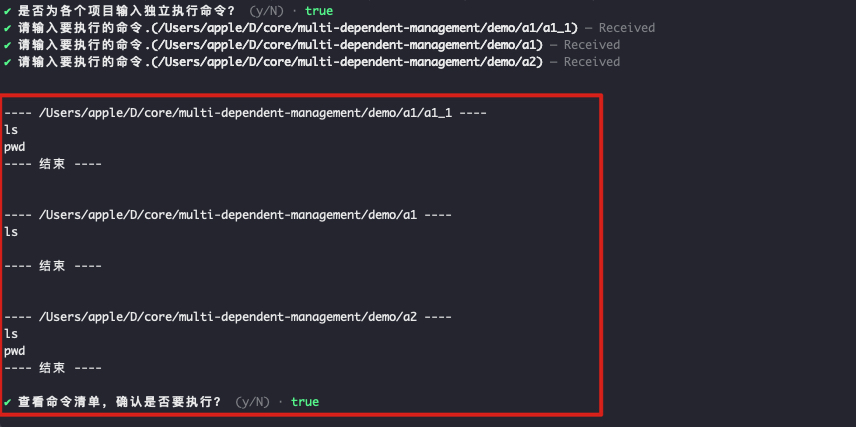 ✔ 是否为各个项目输入独立执行命令? (y/N) · true
✔ 请输入要执行的命令.(/Users/apple/D/core/multi-dependent-management/demo/a1/a1_1) — Received
✔ 请输入要执行的命令.(/Users/apple/D/core/multi-dependent-management/demo/a1) — Received
✔ 请输入要执行的命令.(/Users/apple/D/core/multi-dependent-management/demo/a2) — Received
---- /Users/apple/D/core/multi-dependent-management/demo/a1/a1_1 ----
ls
pwd
---- 结束 ----
---- /Users/apple/D/core/multi-dependent-management/demo/a1 ----
ls
---- 结束 ----
---- /Users/apple/D/core/multi-dependent-management/demo/a2 ----
ls
pwd
---- 结束 ----
✔ 查看命令清单, 确认是否要执行? (y/N) · true